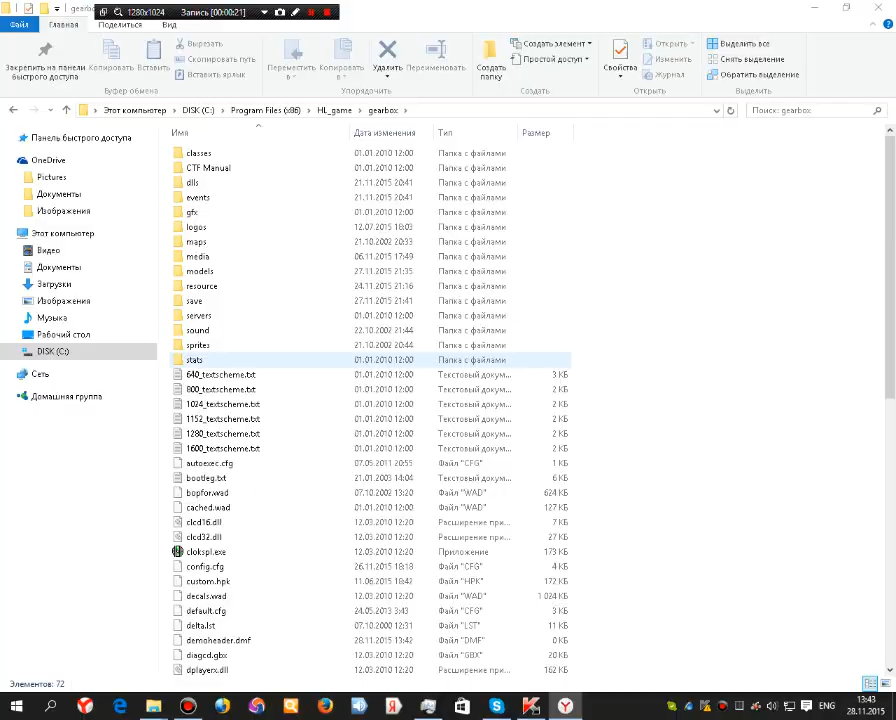 gearbox
1280x1024 Запись [00:00:21]
Файл Главная Поделиться Вид
Закрепить на панели быстрого доступа
Копировать
Вставить
Вырезать
Скопировать путь
Вставить ярлык
Буфер обмена
Переместить в
Копировать в
Удалить
Переименовать
Упорядочить
Создать папку
Создать элемент
Простой доступ
Создать
Свойства
Открыть
Изменить
Журнал
Открыть
Выделить все
Снять выделение
Обратить выделение
Выделить
Этот компьютер › DISK (C:) › Program Files (x86) › HL_game › gearbox ›
Поиск: gearbox
Панель быстрого доступа
OneDrive
Pictures
Документы
Изображения
Этот компьютер
Видео
Документы
Загрузки
Изображения
Музыка
Рабочий стол
DISK (C:)
Сеть
Домашняя группа
Имя Дата изменения Тип Размер
classes 01.01.2010 12:00 Папка с файлами
CTF Manual 01.01.2010 12:00 Папка с файлами
dlls 21.11.2015 20:41 Папка с файлами
events 21.11.2015 20:41 Папка с файлами
gfx 01.01.2010 12:00 Папка с файлами
logos 12.07.2015 18:03 Папка с файлами
maps 21.10.2002 20:33 Папка с файлами
media 06.11.2015 17:49 Папка с файлами
models 27.11.2015 21:35 Папка с файлами
resource 24.11.2015 21:16 Папка с файлами
save 27.11.2015 21:41 Папка с файлами
servers 01.01.2010 12:00 Папка с файлами
sound 22.10.2002 21:44 Папка с файлами
sprites 21.10.2002 20:44 Папка с файлами
stats 01.01.2010 12:00 Папка с файлами
640_textscheme.txt 01.01.2010 12:00 Текстовый докум... 3 КБ
800_textscheme.txt 01.01.2010 12:00 Текстовый докум... 2 КБ
1024_textscheme.txt 01.01.2010 12:00 Текстовый докум... 2 КБ
1152_textscheme.txt 01.01.2010 12:00 Текстовый докум... 2 КБ
1280_textscheme.txt 01.01.2010 12:00 Текстовый докум... 2 КБ
1600_textscheme.txt 01.01.2010 12:00 Текстовый докум... 2 КБ
autoexec.cfg 07.05.2011 20:55 Файл "CFG" 1 КБ
bootleg.txt 21.01.2003 14:04 Текстовый докум... 6 КБ
bopfor.wad 07.10.2002 13:20 Файл "WAD" 624 КБ
cached.wad 01.01.2010 12:00 Файл "WAD" 127 КБ
clcd16.dll 12.03.2010 12:20 Расширение при... 7 КБ
clcd32.dll 12.03.2010 12:20 Расширение при... 27 КБ
clokspl.exe 12.03.2010 12:20 Приложение 173 КБ
config.cfg 26.11.2015 18:18 Файл "CFG" 4 КБ
custom.hpk 11.06.2015 18:42 Файл "HPK" 172 КБ
decals.wad 12.03.2010 12:20 Файл "WAD" 1 024 КБ
default.cfg 24.05.2013 3:43 Файл "CFG" 3 КБ
delta.lst 07.10.2000 12:31 Файл "LST" 11 КБ
demoheader.dmf 28.11.2015 13:42 Файл "DMF" 0 КБ
diagcd.gbx 12.03.2010 12:20 Файл "GBX" 20 КБ
dplayerx.dll 12.03.2010 12:20 Расширение при... 162 КБ
Элементов: 72
ENG
13:43
28.11.2015